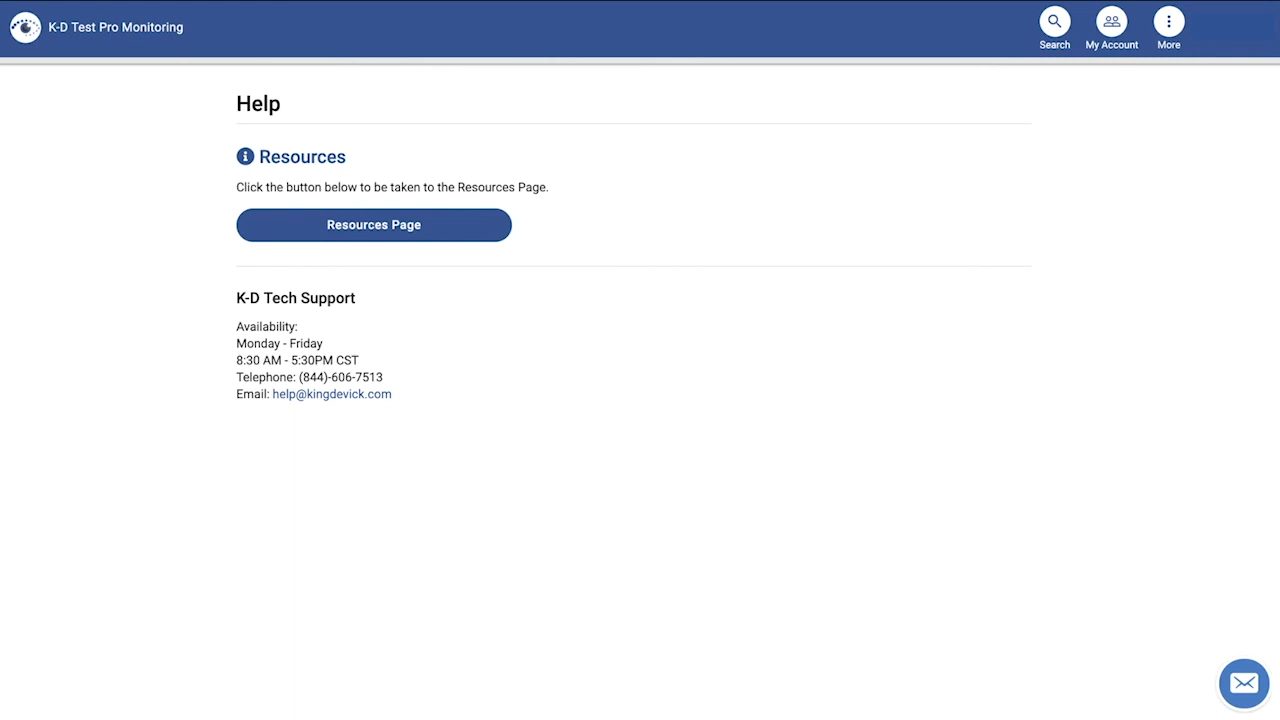 K-D Test Pro Monitoring
Search
My Account
More
Help
Resources
Click the button below to be taken to the Resources Page.
Resources Page
K-D Tech Support
Availability:
Monday - Friday
8:30 AM - 5:30PM CST
Telephone: (844)-606-7513
Email: help@kingdevick.com